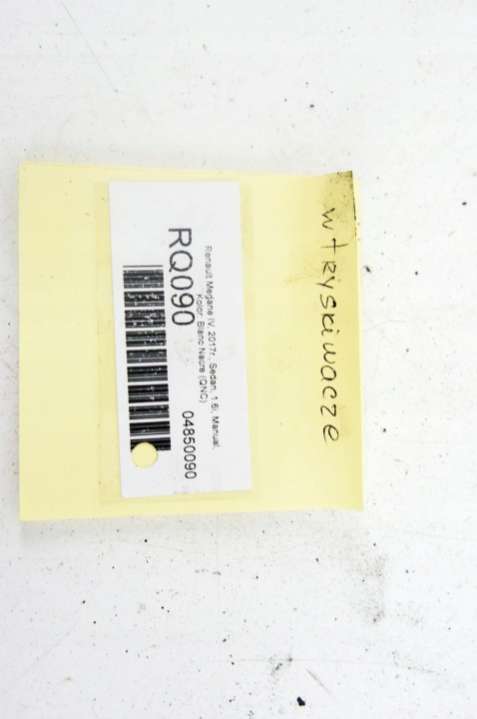 wtryskiwacze
Renault Megane IV, 2017r., Sedan, 1.6i, Manual,
Kolor: Blanc Nacre (QNC)
RQ090
04850090